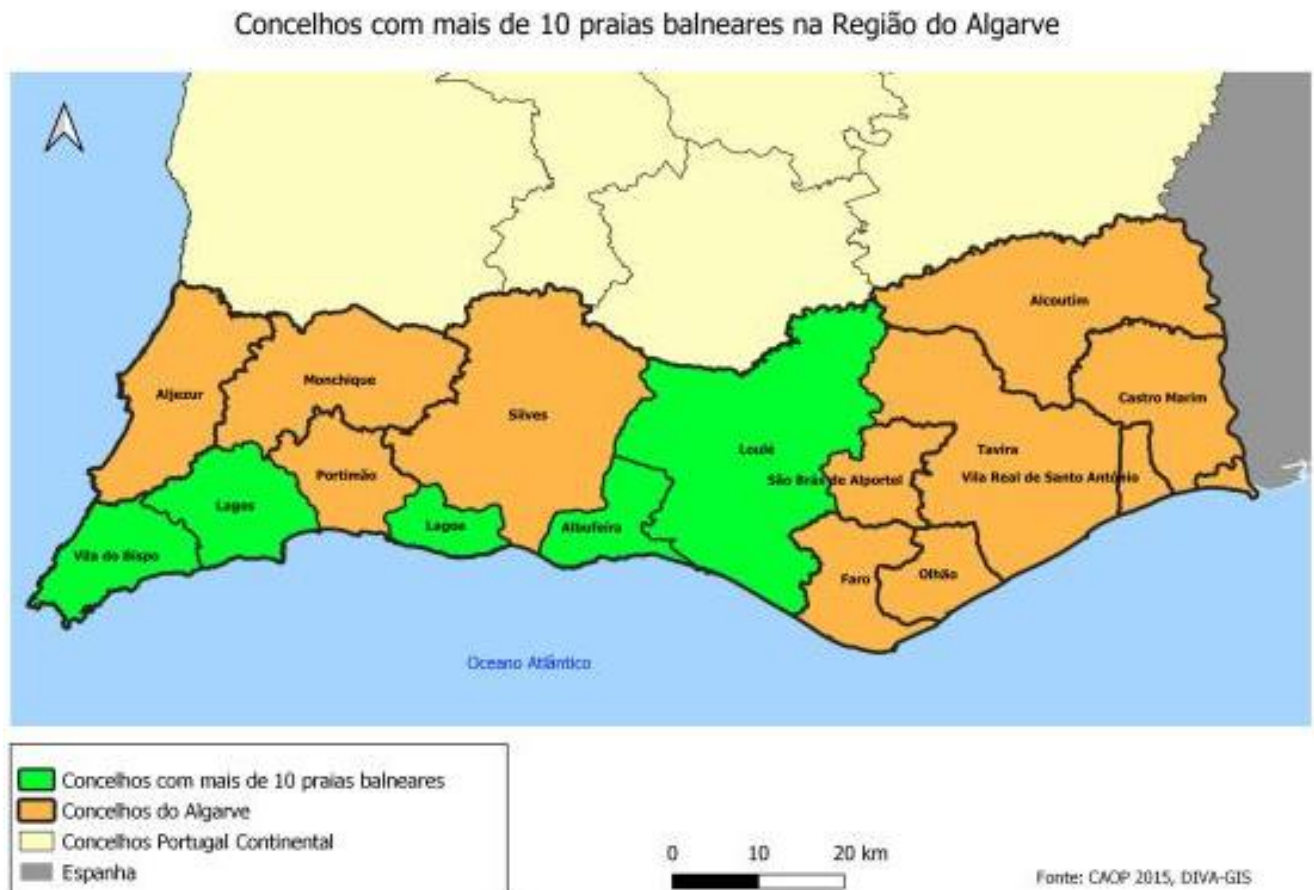 Concelhos com mais de 10 praias balneares na Região do Algarve
Alcoutim
Aljezur
Monchique
Castro Marim
Silves
Loulé
Tavira
Portimão
São Brás de Alportel
Vila Real de Santo António
Lagos
Lagoa
Albufeira
Vila do Bispo
Faro
Olhão
Oceano Atlântico
Concelhos com mais de 10 praias balneares
Concelhos do Algarve
Concelhos Portugal Continental
Espanha
0 10 20 km
Fonte: CAOP 2015, DIVA-GIS